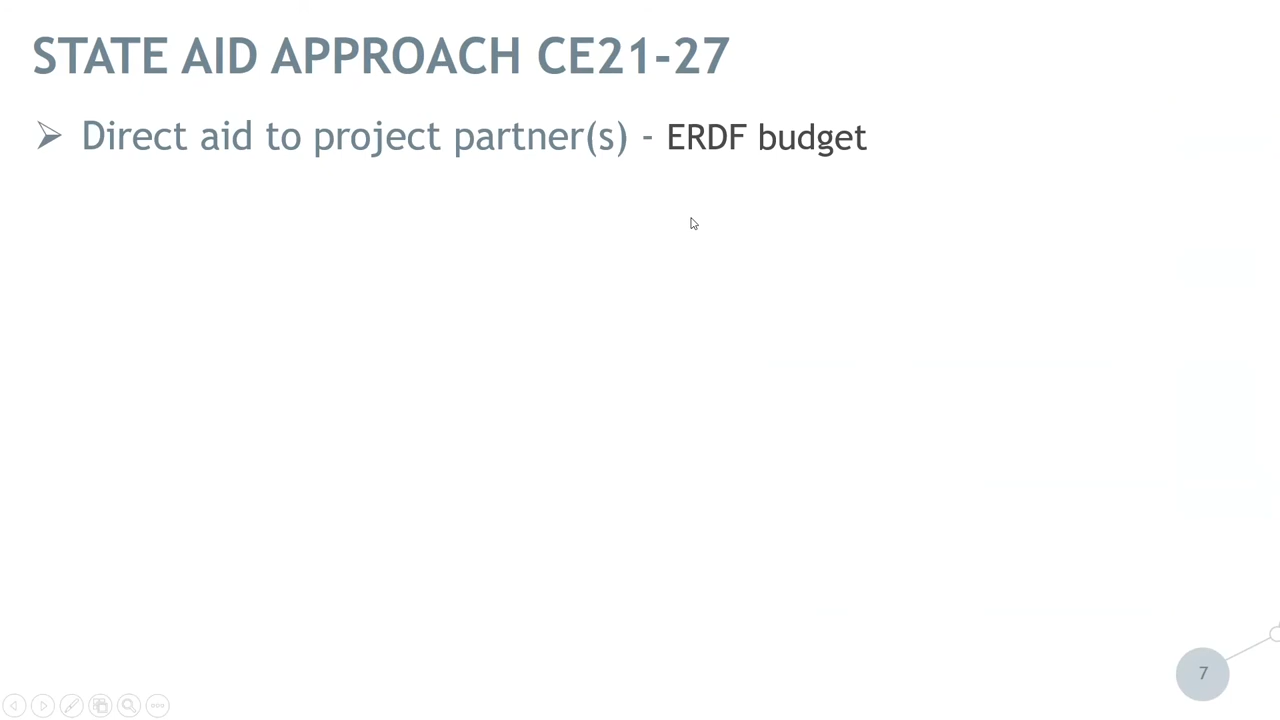 STATE AID APPROACH CE21-27
➢ Direct aid to project partner(s) - ERDF budget
7